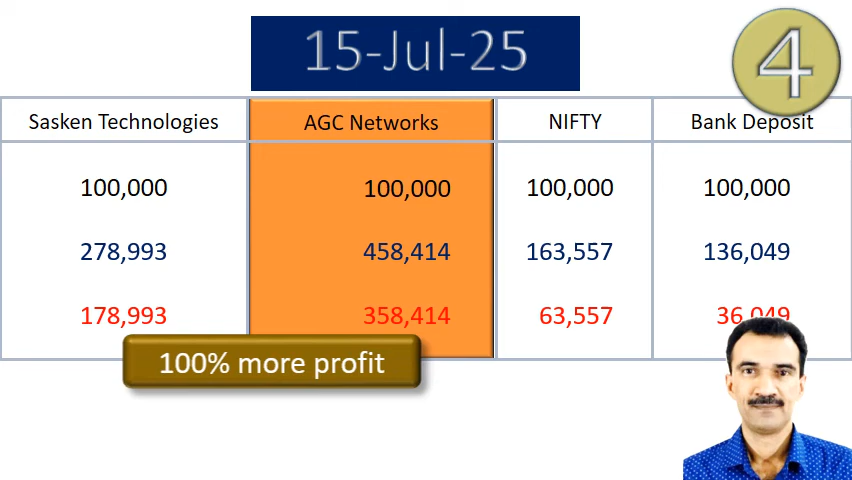 15-Jul-25
4
Sasken Technologies AGC Networks NIFTY Bank Deposit
100,000 100,000 100,000 100,000
278,993 458,414 163,557 136,049
178,993 358,414 63,557 36,049
100% more profit